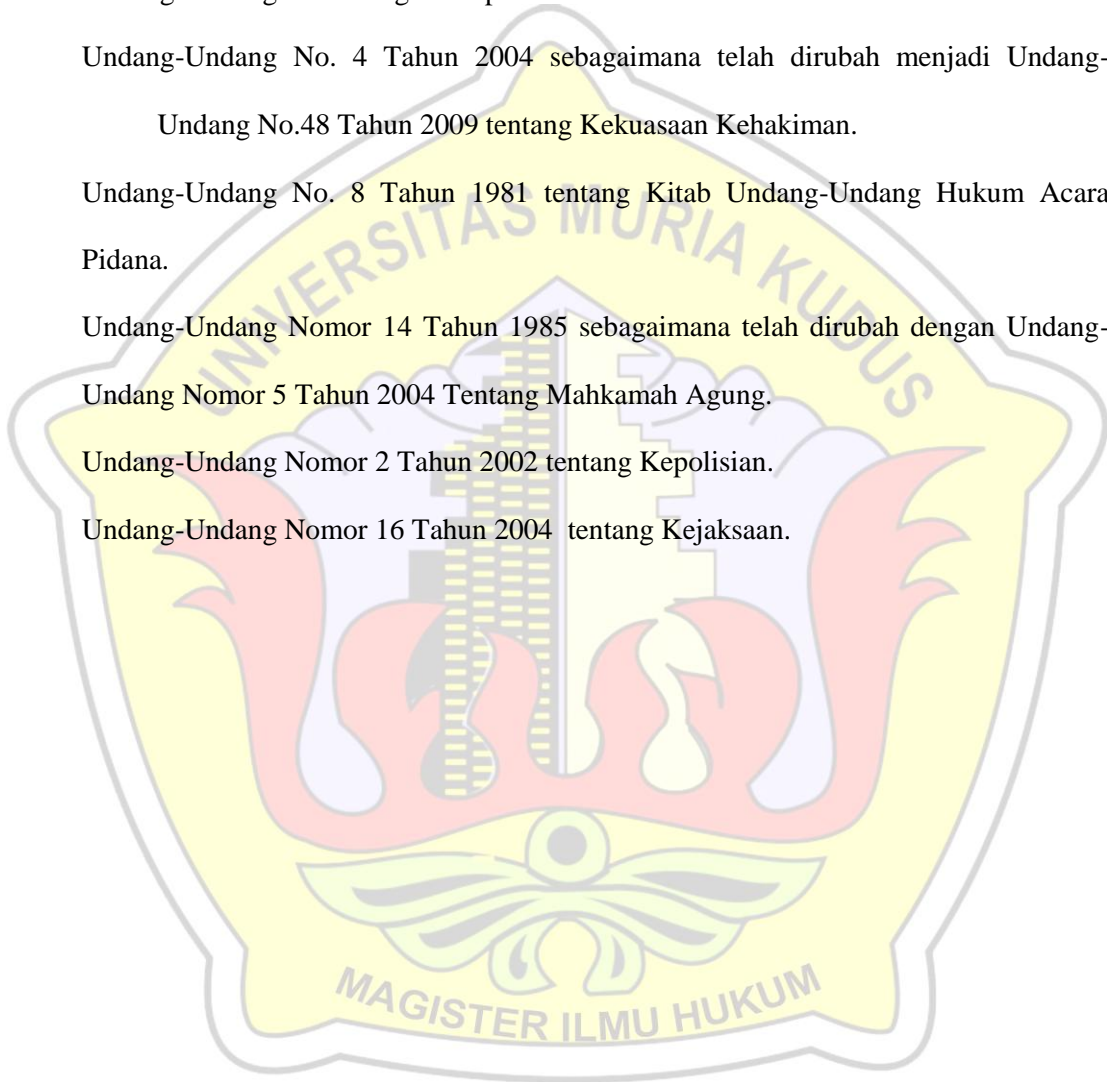 Undang-Undang No. 4 Tahun 2004 sebagaimana telah dirubah menjadi Undang-
Undang No.48 Tahun 2009 tentang Kekuasaan Kehakiman.
Undang-Undang No. 8 Tahun 1981 tentang Kitab Undang-Undang Hukum Acara
Pidana.
Undang-Undang Nomor 14 Tahun 1985 sebagaimana telah dirubah dengan Undang-
Undang Nomor 5 Tahun 2004 Tentang Mahkamah Agung.
Undang-Undang Nomor 2 Tahun 2002 tentang Kepolisian.
Undang-Undang Nomor 16 Tahun 2004 tentang Kejaksaan.
UNIVERSITAS MURIA KUDUS
MAGISTER ILMU HUKUM